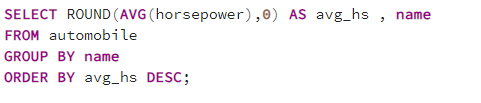 SELECT ROUND(AVG(horsepower),0) AS avg_hs , name
FROM automobile
GROUP BY name
ORDER BY avg_hs DESC;